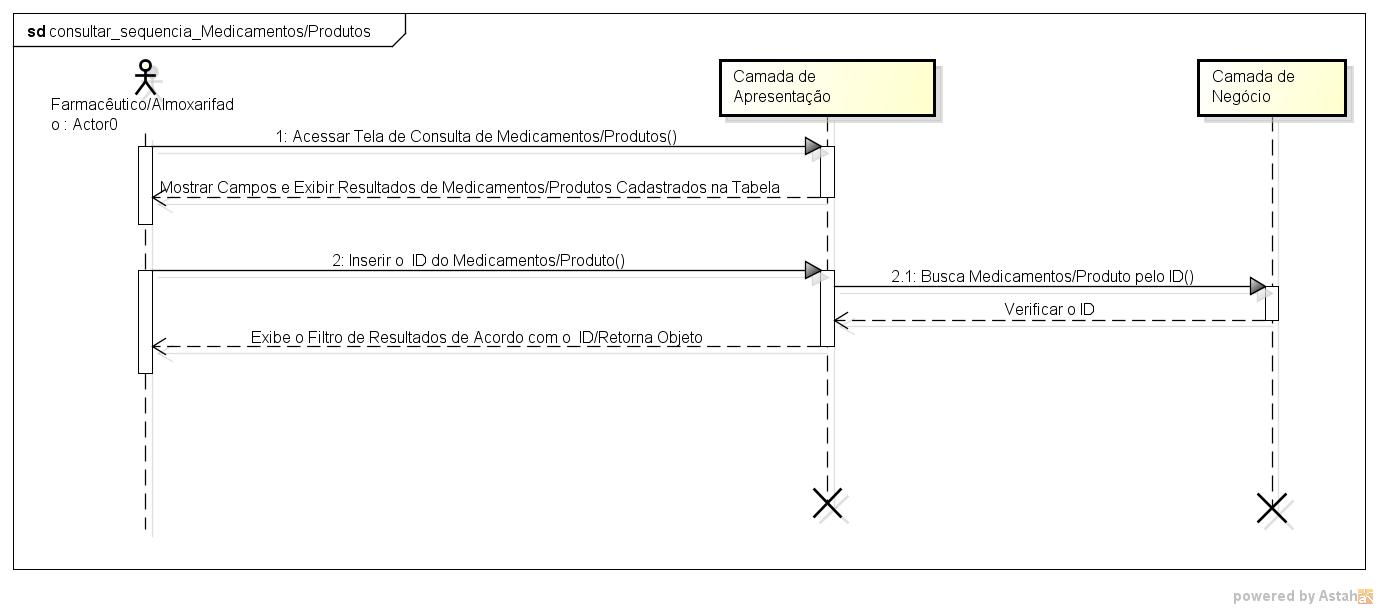 sd consultar_sequencia_Medicamentos/Produtos
Farmacêutico/Almoxarifad
o : Actor0
Camada de
Apresentação
Camada de
Negócio
1: Acessar Tela de Consulta de Medicamentos/Produtos()
Mostrar Campos e Exibir Resultados de Medicamentos/Produtos Cadastrados na Tabela
2: Inserir o  ID do Medicamentos/Produto()
2.1: Busca Medicamentos/Produto pelo ID()
Verificar o ID
Exibe o Filtro de Resultados de Acordo com o  ID/Retorna Objeto
powered by Astah